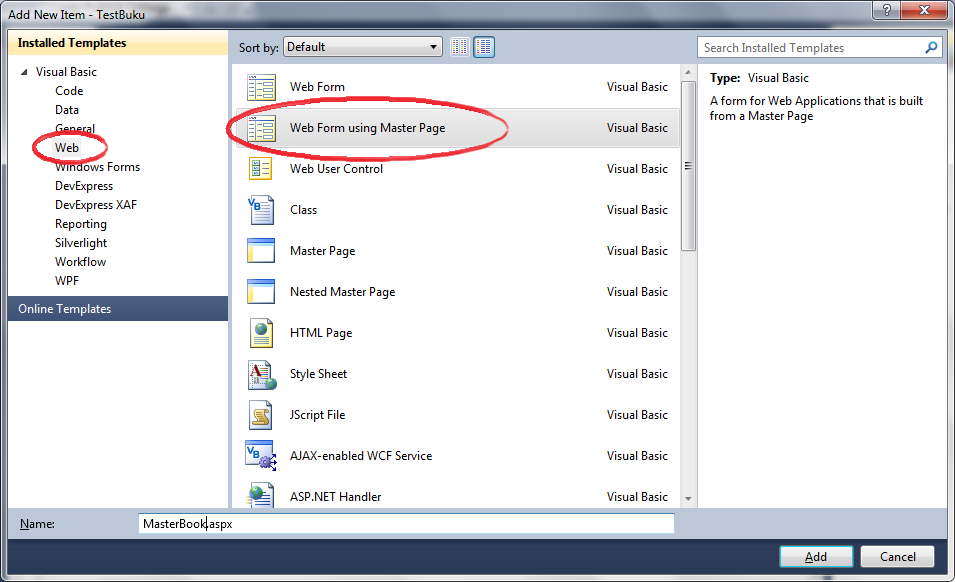 Add New Item - TestBuku
Installed Templates
Visual Basic
Code
Data
General
Web
Windows Forms
DevExpress
DevExpress XAF
Reporting
Silverlight
Workflow
WPF
Online Templates
Sort by: Default
Search Installed Templates
Web Form Visual Basic
Web Form using Master Page Visual Basic
Web User Control Visual Basic
Class Visual Basic
Master Page Visual Basic
Nested Master Page Visual Basic
HTML Page Visual Basic
Style Sheet Visual Basic
JScript File Visual Basic
AJAX-enabled WCF Service Visual Basic
ASP.NET Handler Visual Basic
Type: Visual Basic
A form for Web Applications that is built
from a Master Page
Name: MasterBook.aspx
Add Cancel